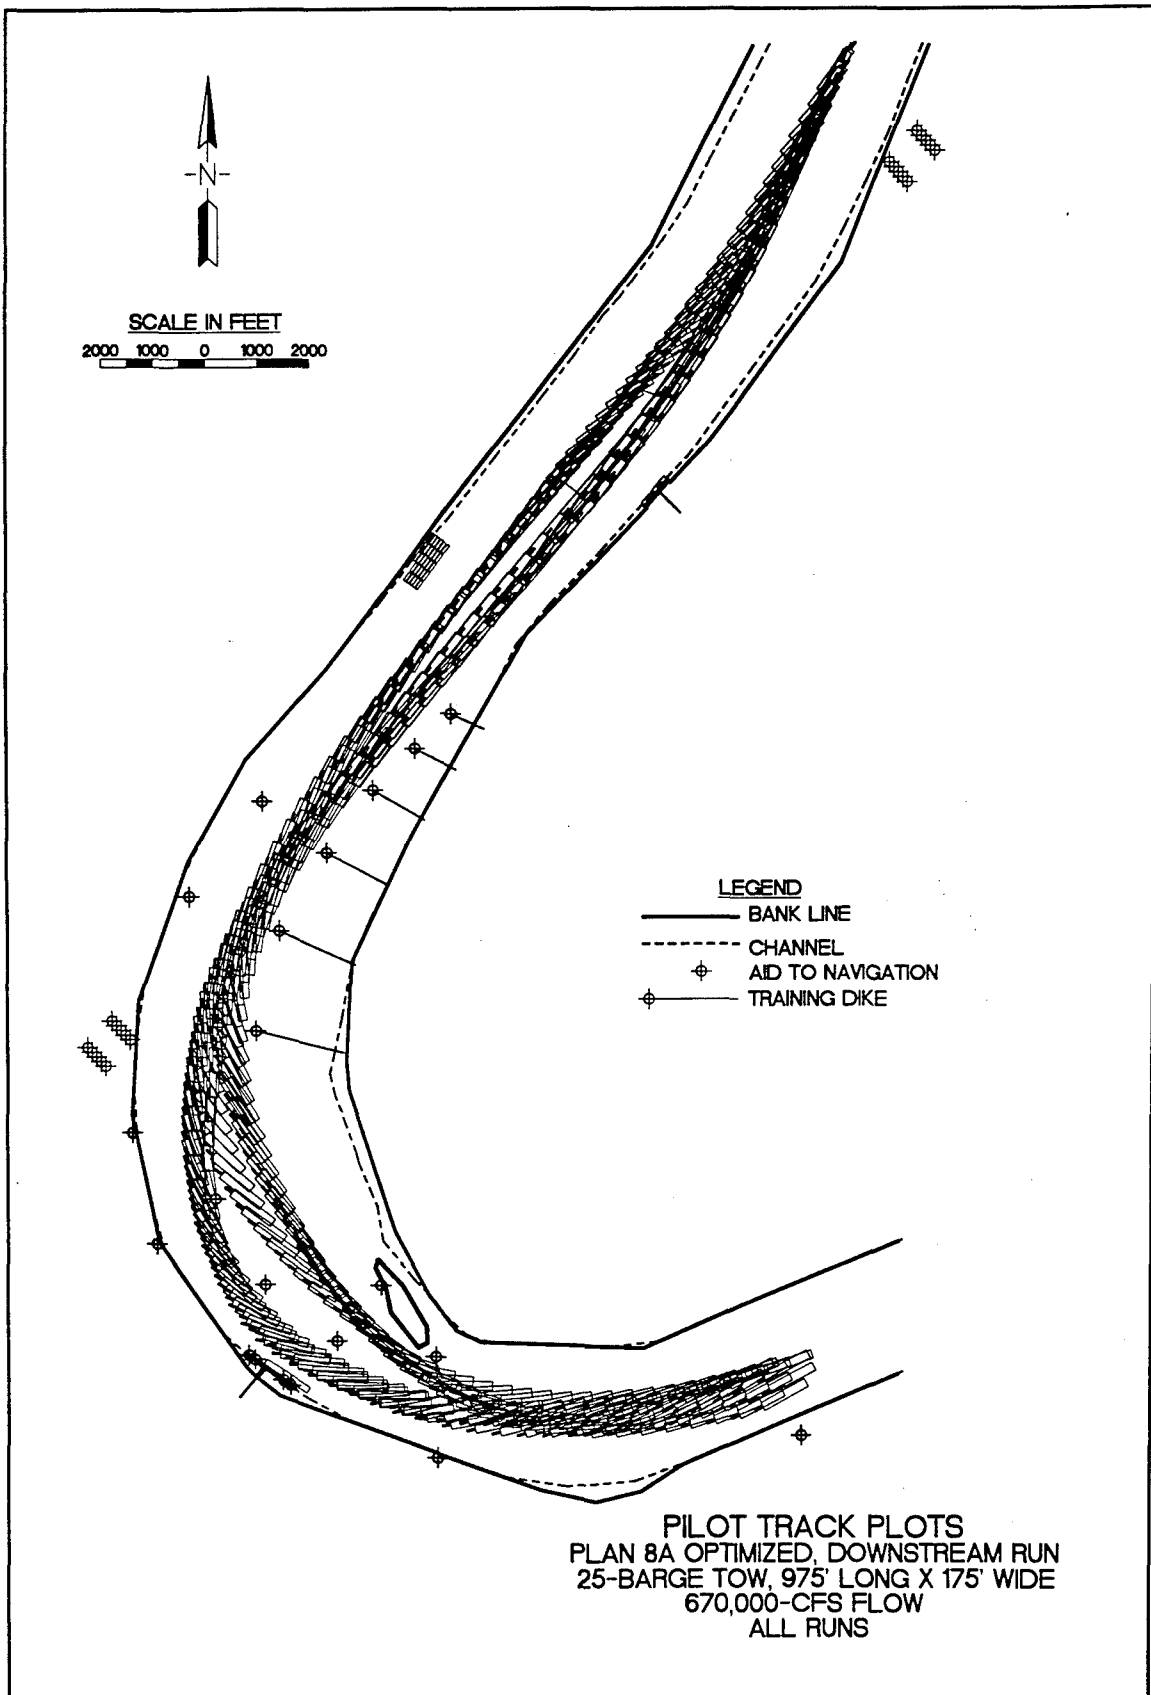 -N-
SCALE IN FEET
2000 1000 0 1000 2000
LEGEND
BANK LINE
CHANNEL
AID TO NAVIGATION
TRAINING DIKE
PILOT TRACK PLOTS
PLAN 8A OPTIMIZED, DOWNSTREAM RUN
25-BARGE TOW, 975' LONG X 175' WIDE
670,000-CFS FLOW
ALL RUNS